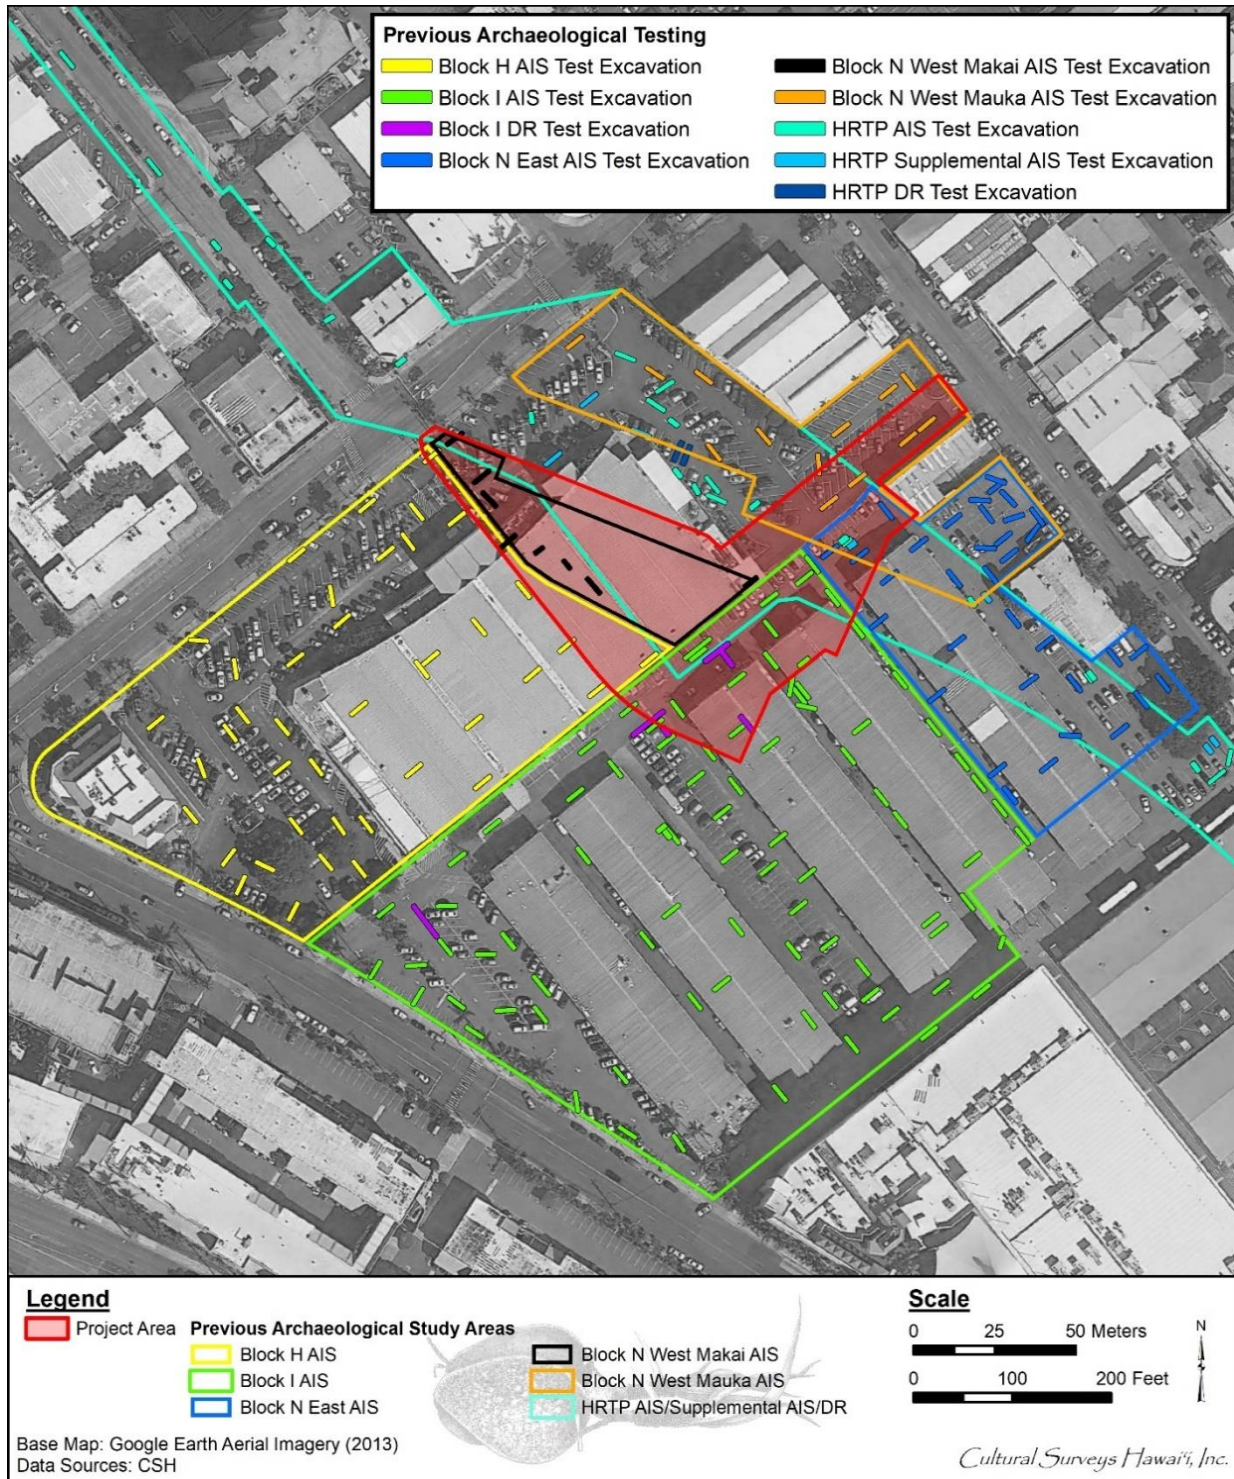 Previous Archaeological Testing
Block H AIS Test Excavation
Block I AIS Test Excavation
Block I DR Test Excavation
Block N East AIS Test Excavation
Block N West Makai AIS Test Excavation
Block N West Mauka AIS Test Excavation
HRTP AIS Test Excavation
HRTP Supplemental AIS Test Excavation
HRTP DR Test Excavation
Legend
Project Area
Previous Archaeological Study Areas
Block H AIS
Block I AIS
Block N East AIS
Block N West Makai AIS
Block N West Mauka AIS
HRTP AIS/Supplemental AIS/DR
Scale
0 25 50 Meters
0 100 200 Feet
N
Base Map: Google Earth Aerial Imagery (2013)
Data Sources: CSH
Cultural Surveys Hawaiʻi, Inc.